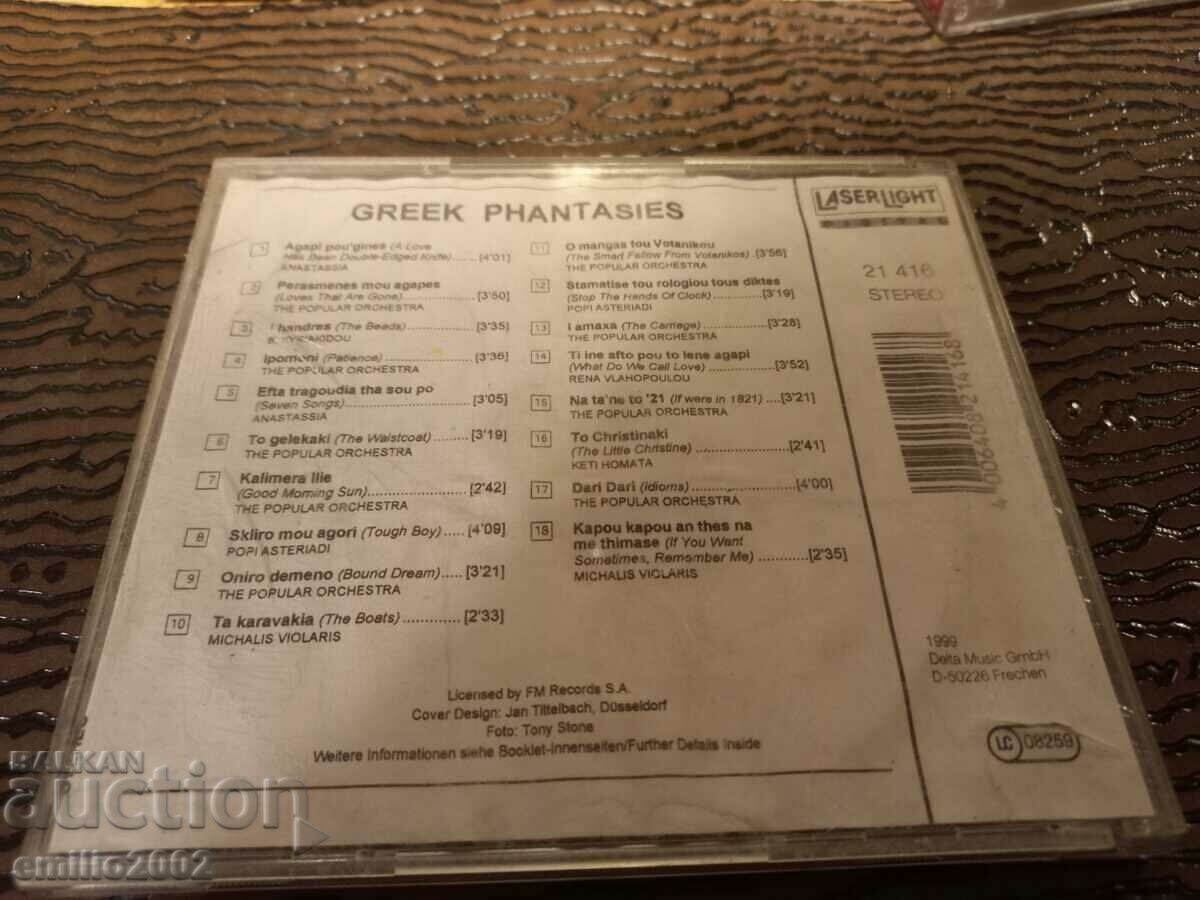 GREEK PHANTASIES
1 Agapi pou'gines (A Love
Has Been Double-Edged Knife) [4'01]
ANASTASSIA
2 Perasmenes mou agapes
(Loves That Are Gone) [3'50]
THE POPULAR ORCHESTRA
3 handres (The Beads) [3'35]
4 Ipomoni (Patience) [3'36]
THE POPULAR ORCHESTRA
5 Efta tragoudia tha sou po
(Seven Songs) [3'05]
ANASTASSIA
6 To gelekaki (The Waistcoat) [3'19]
THE POPULAR ORCHESTRA
7 Kalimera Ilie
(Good Morning Sun) [2'42]
THE POPULAR ORCHESTRA
8 Skliro mou agori (Tough Boy) [4'09]
POPI ASTERIADI
9 Oniro demeno (Bound Dream) [3'21]
THE POPULAR ORCHESTRA
10 Ta karavakia (The Boats) [2'33]
MICHALIS VIOLARIS
11 O mangas tou Votanikou
(The Smart Fellow From Votanikos) [3'56]
THE POPULAR ORCHESTRA
12 Stamatise tou rologiou tous diktes
(Stop The Hands Of Clock) [3'19]
POPI ASTERIADI
13 I amaxa (The Carriege) [3'28]
THE POPULAR ORCHESTRA
14 Ti ine afto pou to lene agapi
(What Do We Call Love) [3'52]
RENA VLAHOPOULOU
15 Na ta'ne to '21 (If were in 1821) [3'21]
THE POPULAR ORCHESTRA
16 To Christinaki
(The Little Christine) [2'41]
KETI HOMATA
17 Dari Dari (Idioms) [4'00]
THE POPULAR ORCHESTRA
18 Kapou kapou an thes na
me thimase (If You Want
Sometimes, Remember Me) [2'35]
MICHALIS VIOLARIS
Licensed by FM Records S.A.
Cover Design: Jan Tittelbach, Düsseldorf
Foto: Tony Stone
Weitere Informationen siehe Booklet-Innenseiten/Further Details Inside
LASERLIGHT
DIGITAL
21 416
STEREO
4 006408 214168
1999
Delta Music GmbH
D-50226 Frechen
LC 08259
BALKAN
auction
emilio2002